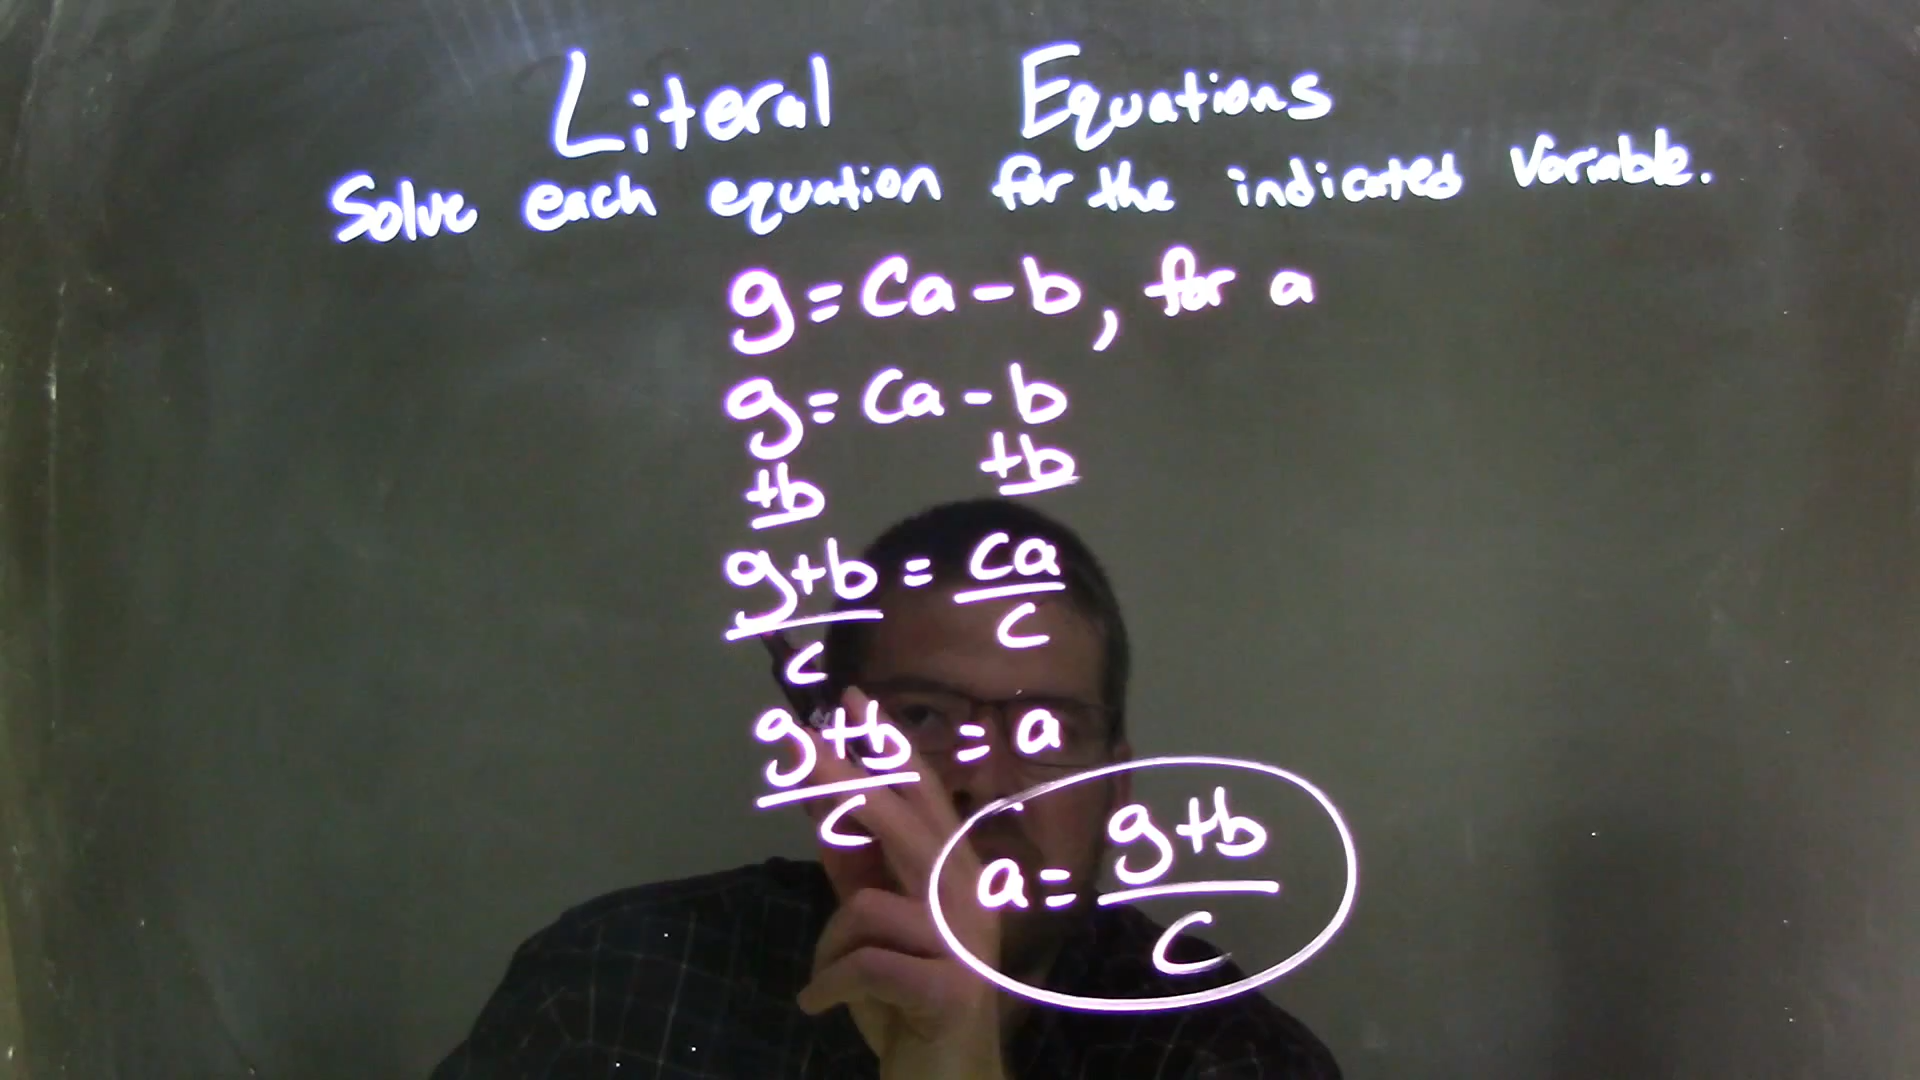 Literal Equations
Solve each equation for the indicated variable.
g = ca - b, for a
g = ca - b
+b +b
g+b = ca
c c
g+b = a
c
a = g+b
c